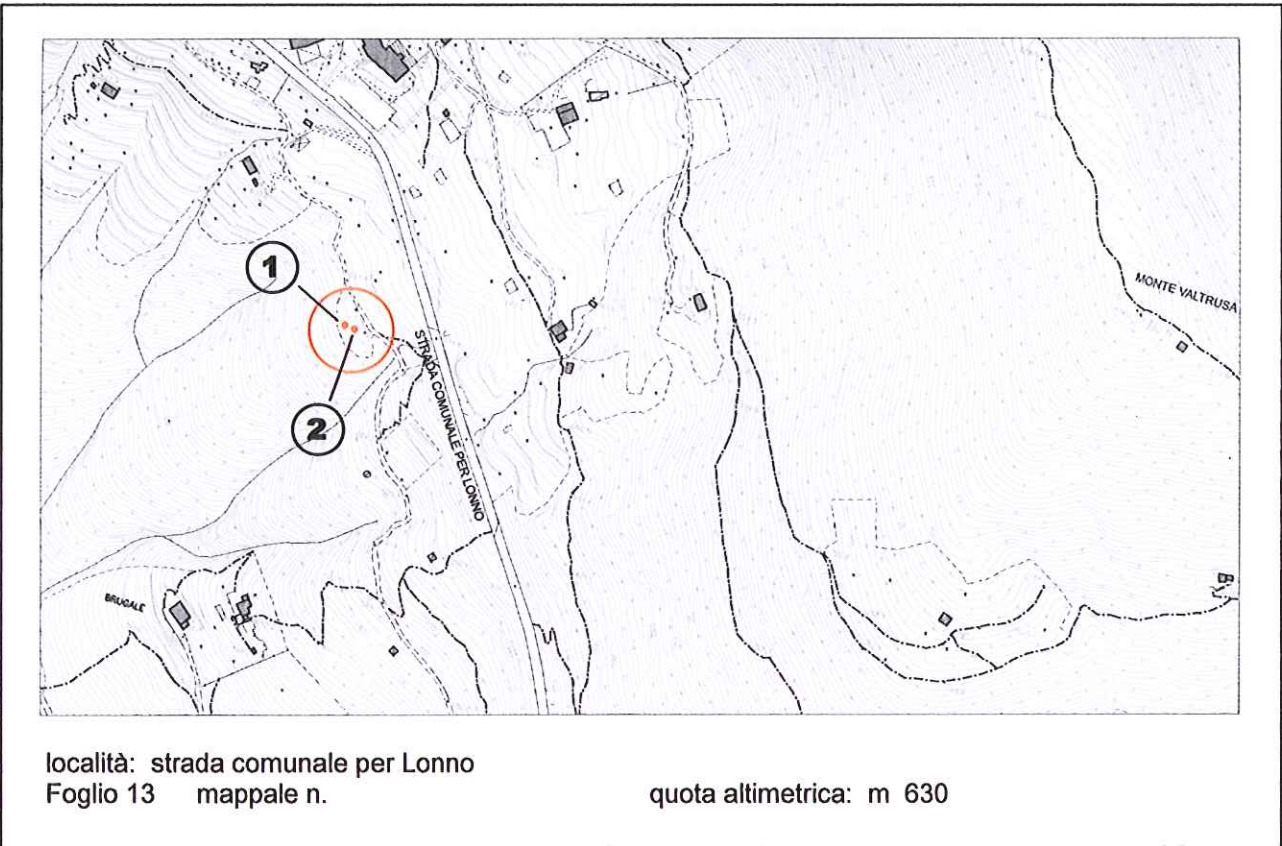 1
MONTE VALTRUSA
STRADA COMUNALE PER LONNO
2
BRUGALE
località: strada comunale per Lonno
Foglio 13 mappale n. quota altimetrica: m 630